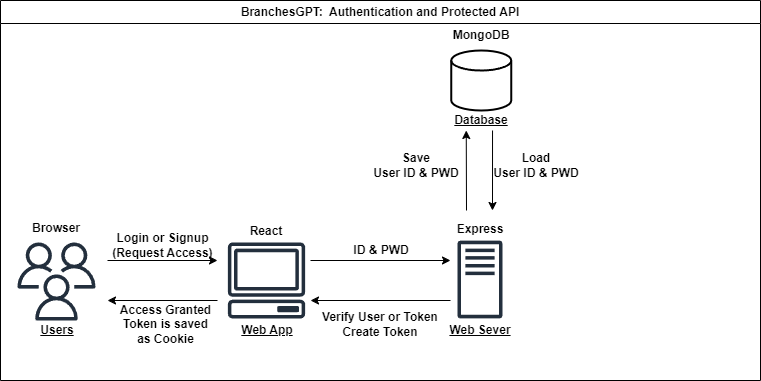 BranchesGPT: Authentication and Protected API
MongoDB
Database
Save
User ID & PWD
Load
User ID & PWD
Browser
Users
Login or Signup
(Request Access)
Access Granted
Token is saved
as Cookie
React
Web App
ID & PWD
Verify User or Token
Create Token
Express
Web Sever